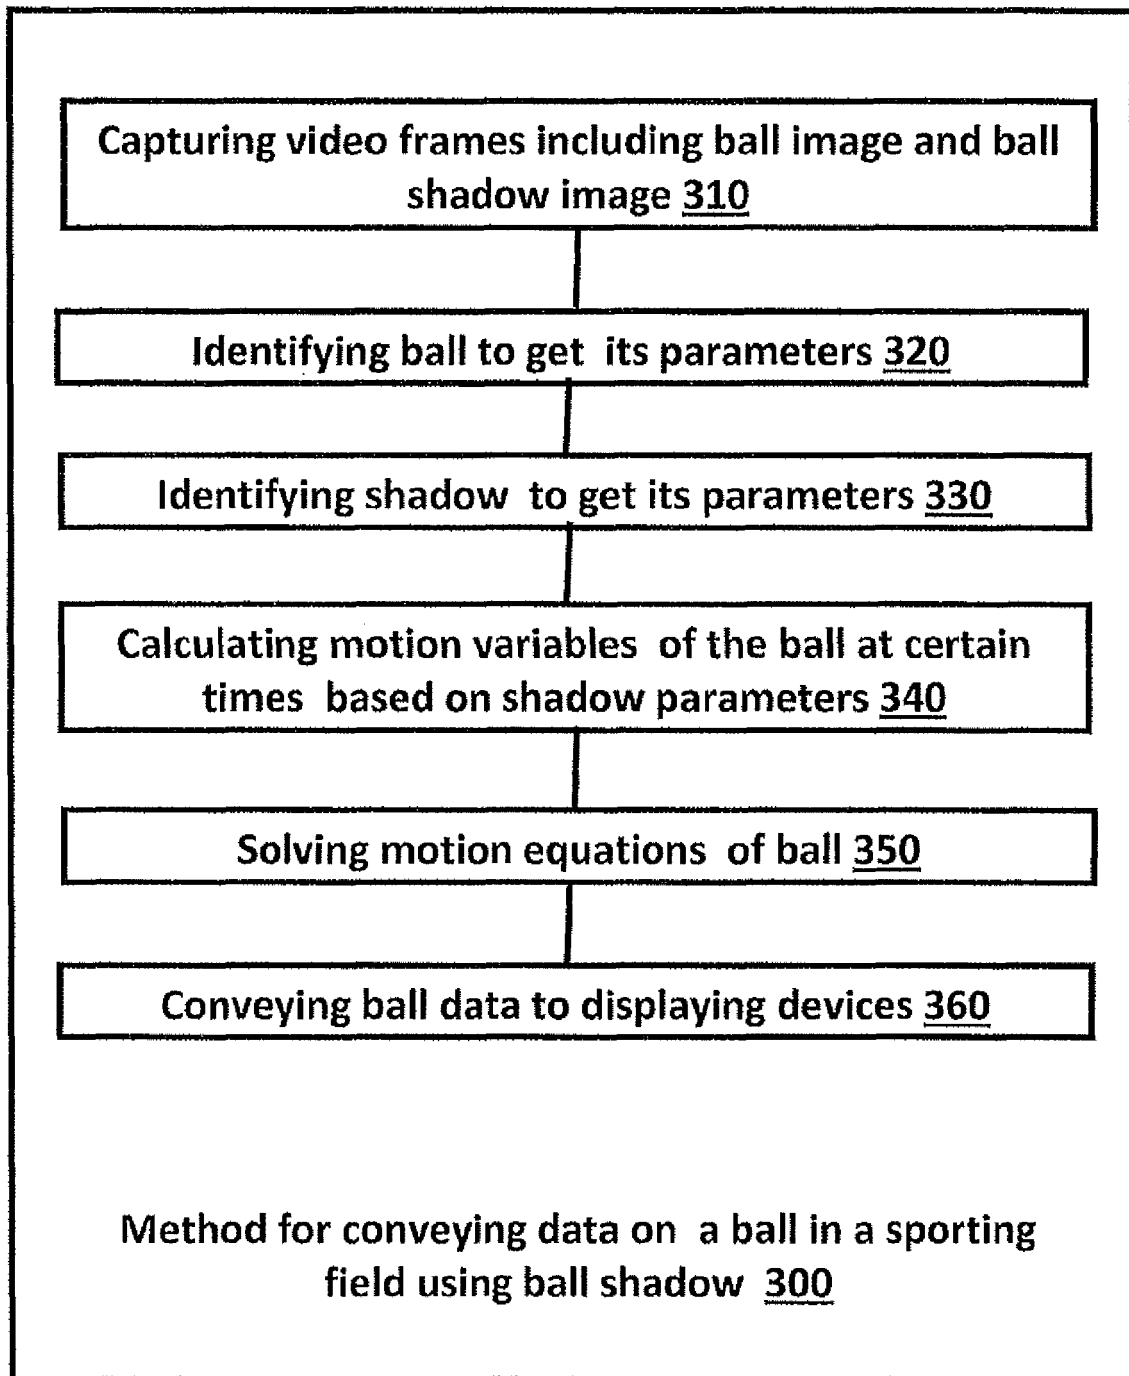 Capturing video frames including ball image and ball
shadow image 310
Identifying ball to get its parameters 320
Identifying shadow to get its parameters 330
Calculating motion variables of the ball at certain
times based on shadow parameters 340
Solving motion equations of ball 350
Conveying ball data to displaying devices 360
Method for conveying data on a ball in a sporting
field using ball shadow 300